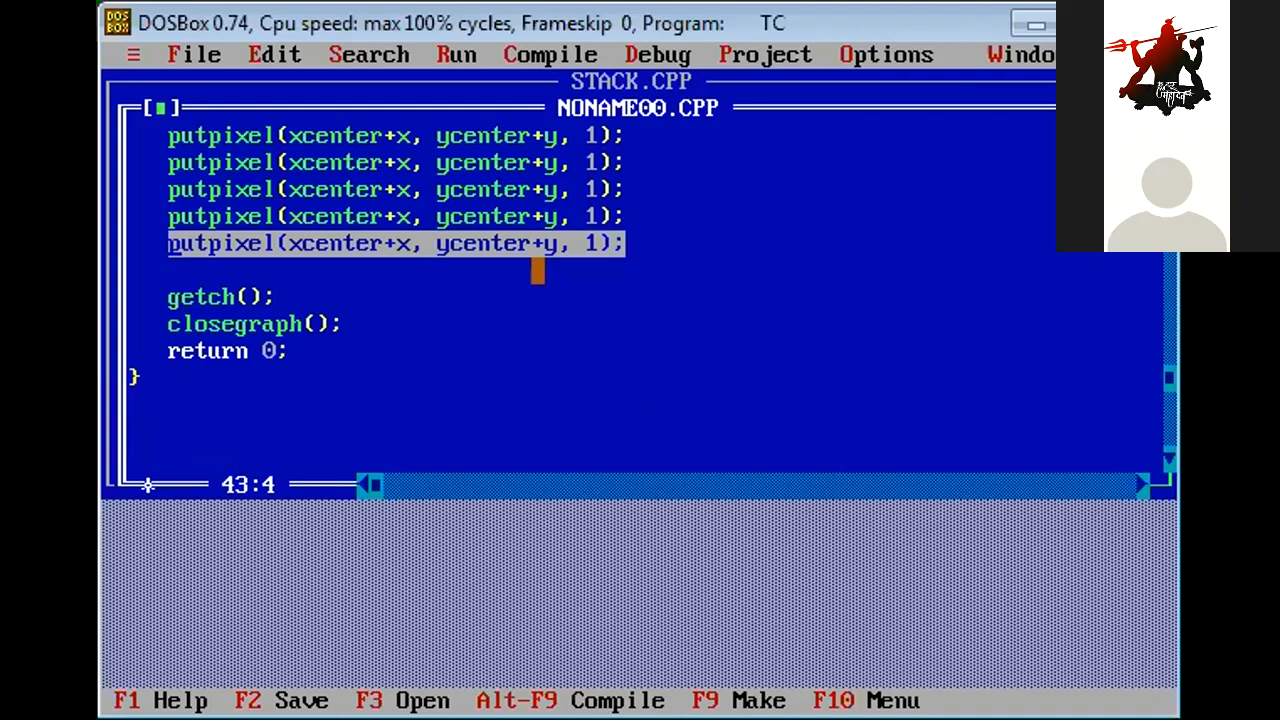 DOSBox 0.74, Cpu speed: max 100% cycles, Frameskip 0, Program: TC
≡ File Edit Search Run Compile Debug Project Options Windo
STACK.CPP
[■] NONAME00.CPP
putpixel(xcenter+x, ycenter+y, 1);
putpixel(xcenter+x, ycenter+y, 1);
putpixel(xcenter+x, ycenter+y, 1);
putpixel(xcenter+x, ycenter+y, 1);
putpixel(xcenter+x, ycenter+y, 1);
getch();
closegraph();
return 0;
}
43:4
F1 Help F2 Save F3 Open Alt-F9 Compile F9 Make F10 Menu